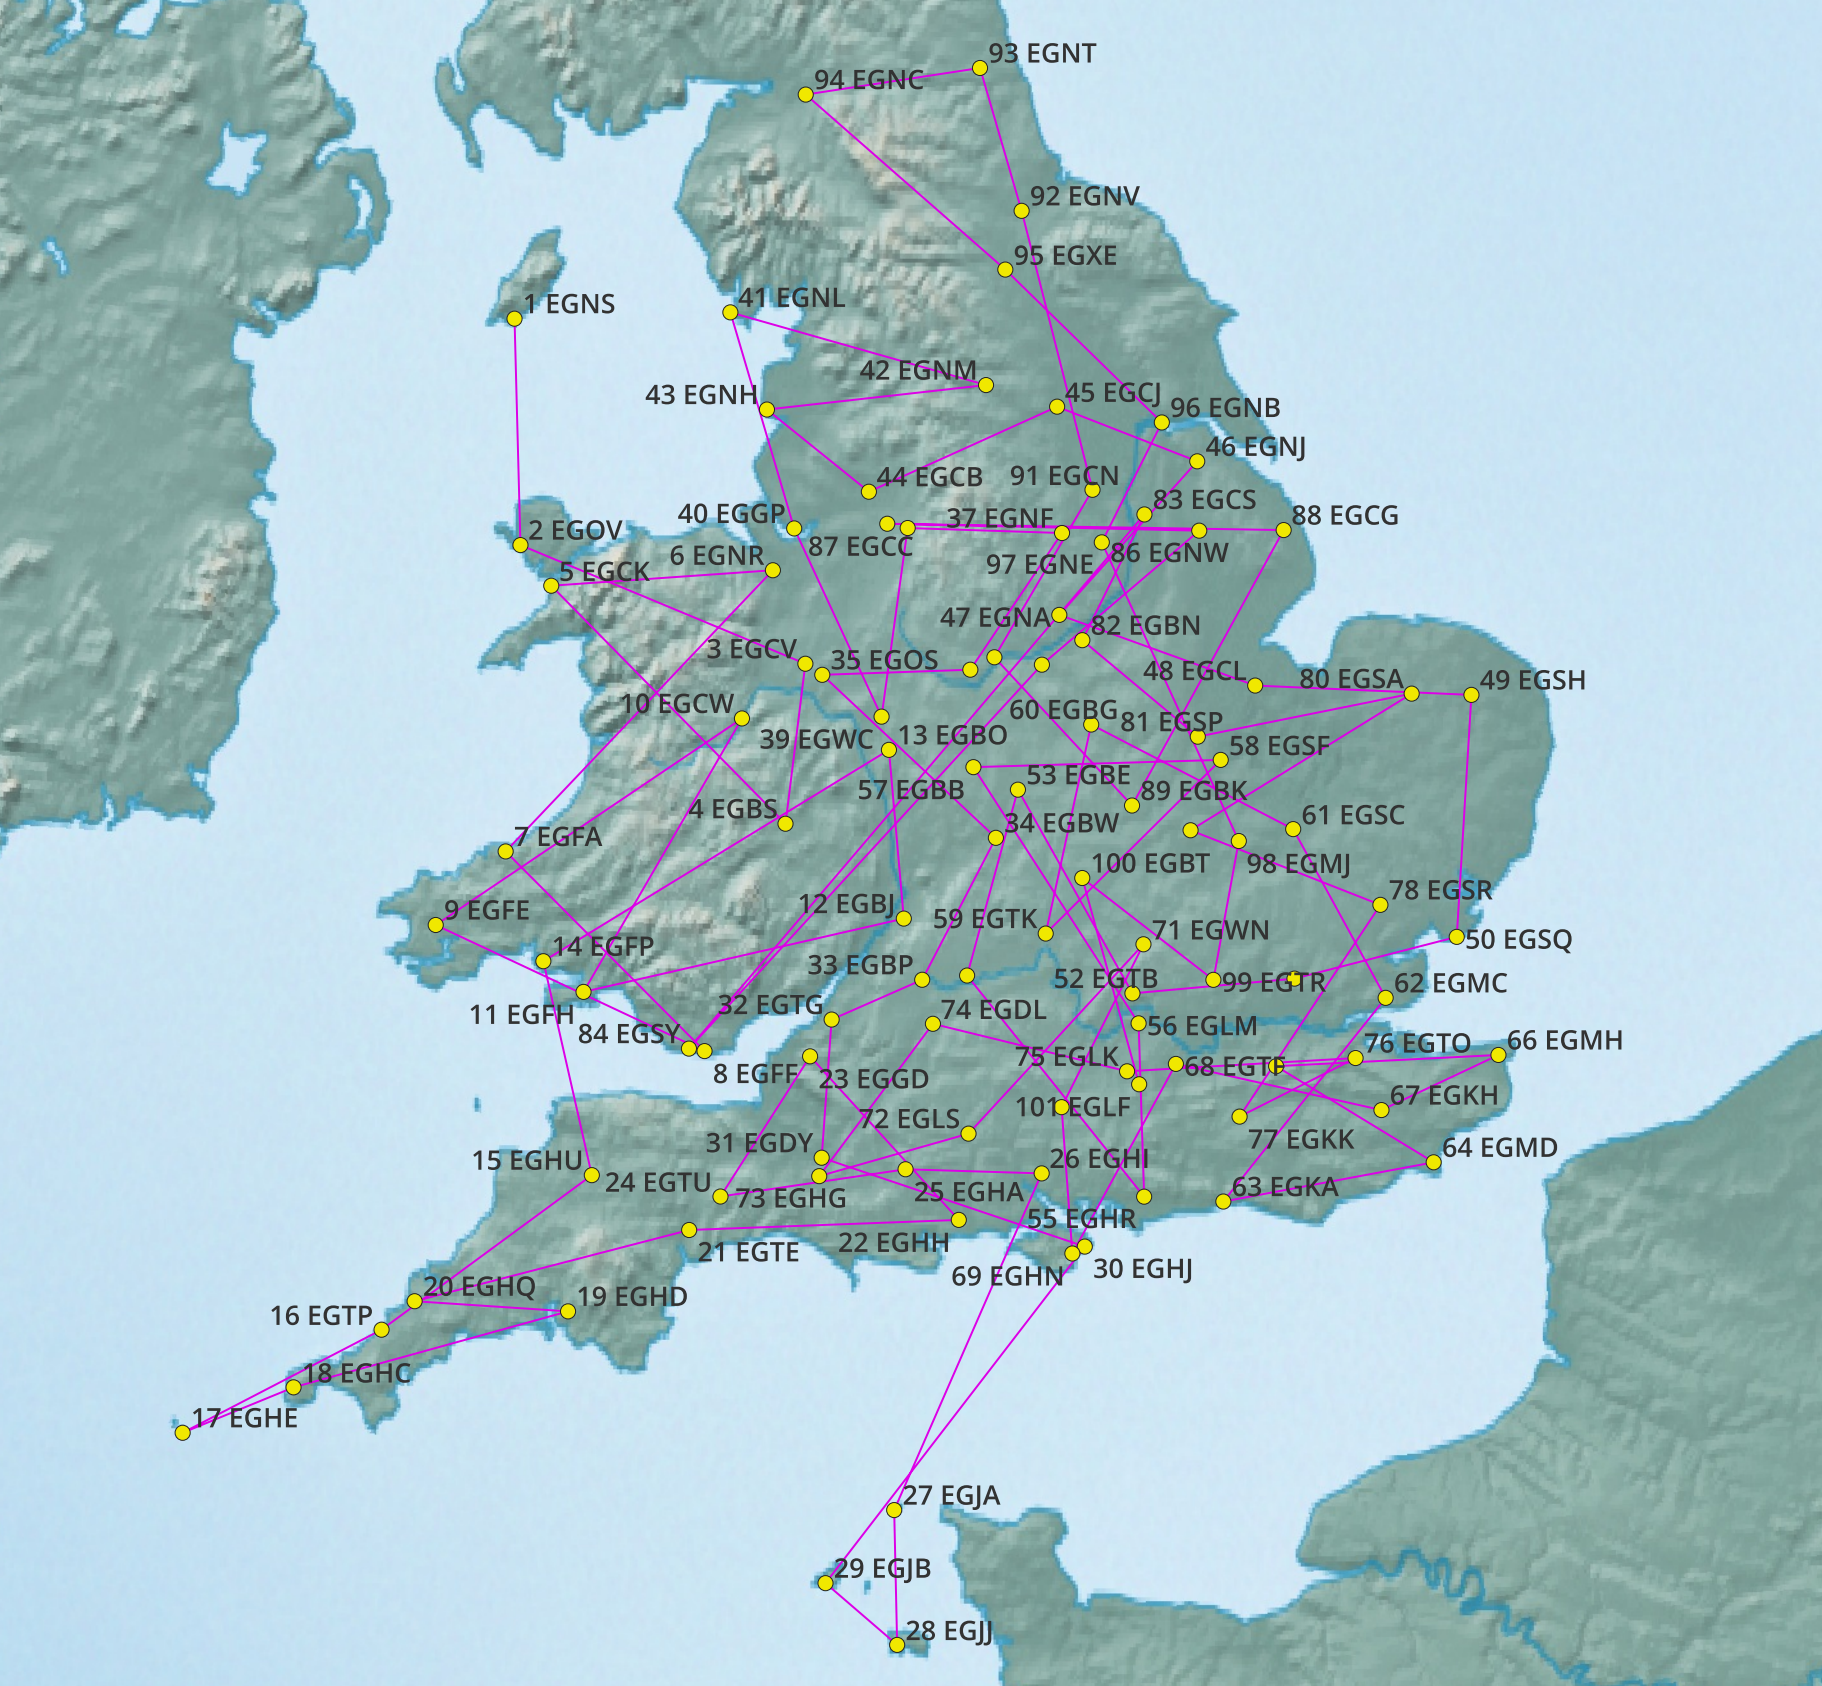 93 EGNT
94 EGNC
92 EGNV
95 EGXE
1 EGNS
41 EGNL
42 EGNM
43 EGNH
45 EGCJ
96 EGNB
46 EGNJ
44 EGCB
91 EGCN
83 EGCS
40 EGGP
37 EGNF
88 EGCG
2 EGOV
87 EGCC
6 EGNR
86 EGNW
97 EGNE
5 EGCK
47 EGNA
82 EGBN
3 EGCV
35 EGOS
48 EGCL
80 EGSA
49 EGSH
10 EGCW
60 EGBG
81 EGSP
39 EGWC
13 EGBO
58 EGSF
53 EGBE
57 EGBB
89 EGBK
4 EGBS
34 EGBW
61 EGSC
7 EGFA
100 EGBT
98 EGMJ
78 EGSR
9 EGFE
12 EGBJ
59 EGTK
71 EGWN
50 EGSQ
14 EGFP
33 EGBP
52 EGTB
99 EGTR
62 EGMC
11 EGFH
32 EGTG
74 EGDL
84 EGSY
56 EGLM
75 EGLK
76 EGTO
66 EGMH
8 EGFF
23 EGGD
68 EGTF
67 EGKH
72 EGLS
101 EGLF
31 EGDY
77 EGKK
64 EGMD
15 EGHU
24 EGTU
26 EGHI
73 EGHG
25 EGHA
63 EGKA
55 EGHR
21 EGTE
22 EGHH
69 EGHN
30 EGHJ
20 EGHQ
19 EGHD
16 EGTP
18 EGHC
17 EGHE
27 EGJA
29 EGJB
28 EGJJ